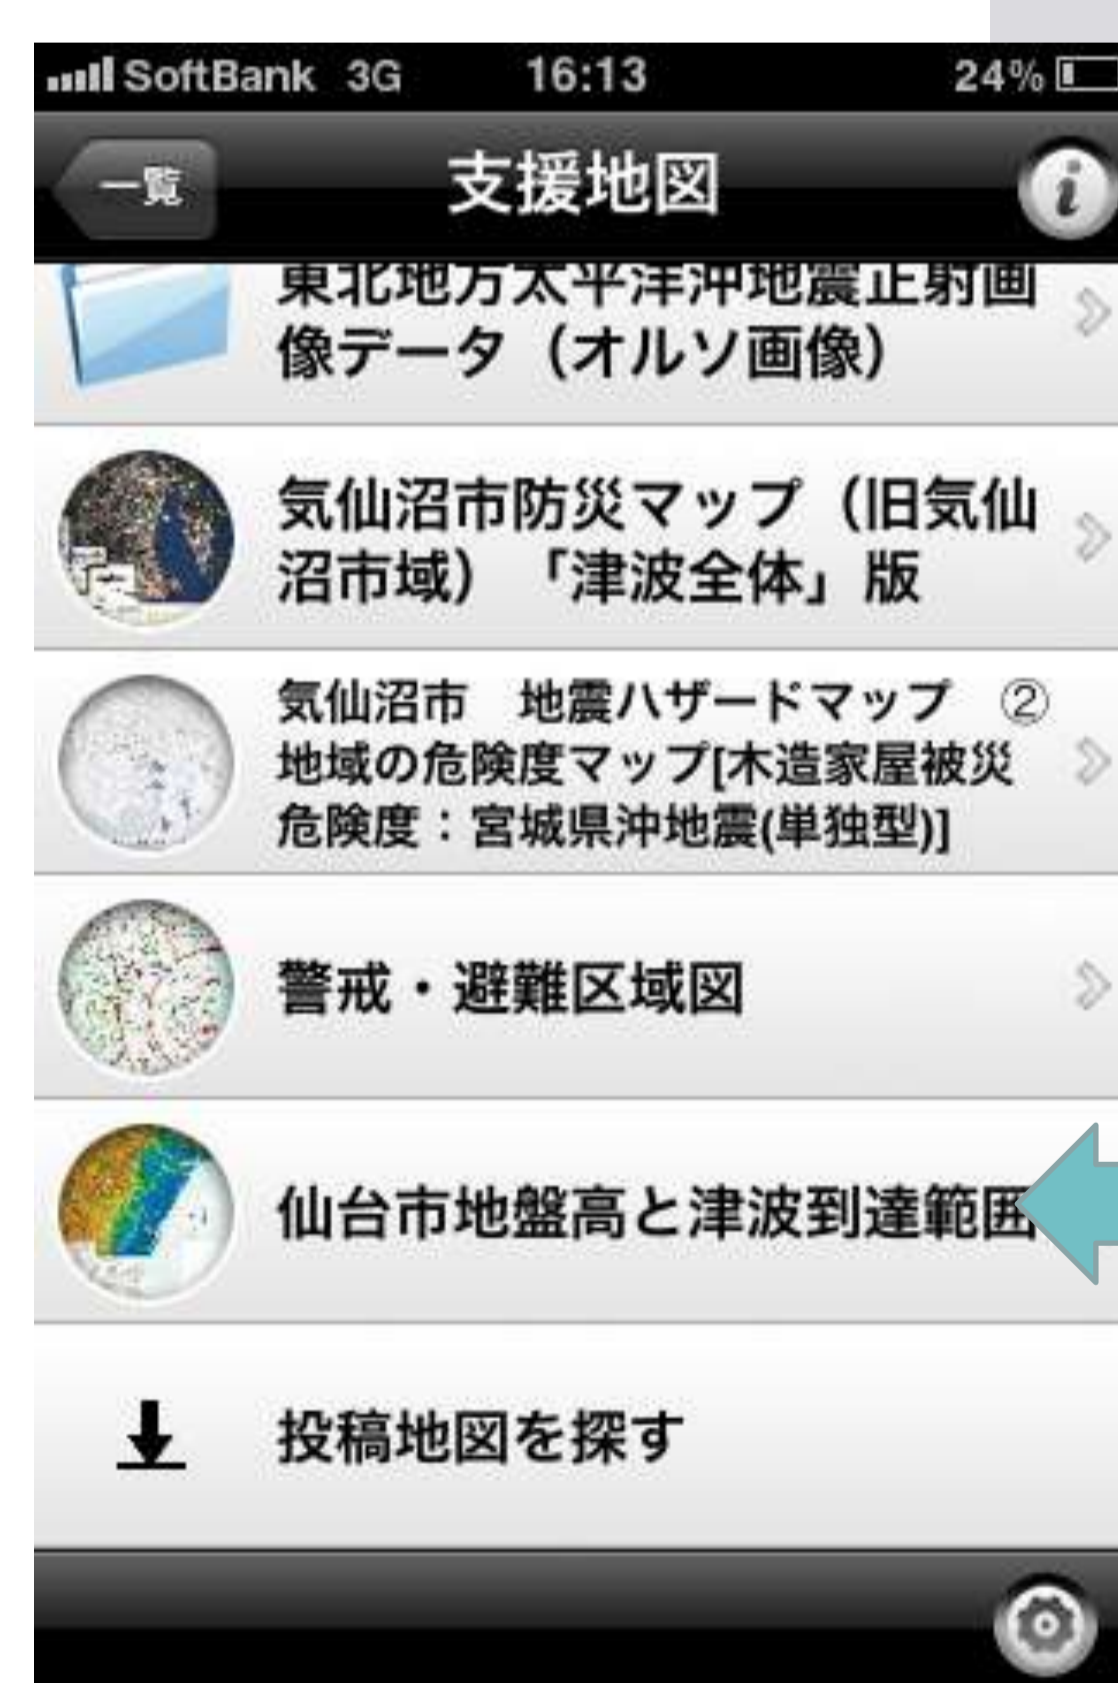 SoftBank 3G 16:13 24%
一覧 支援地図
東北地方太平洋沖地震正射画
像データ（オルソ画像）
気仙沼市防災マップ（旧気仙
沼市域）「津波全体」版
気仙沼市　地震ハザードマップ　②
地域の危険度マップ[木造家屋被災
危険度：宮城県沖地震(単独型)]
警戒・避難区域図
仙台市地盤高と津波到達範囲
投稿地図を探す